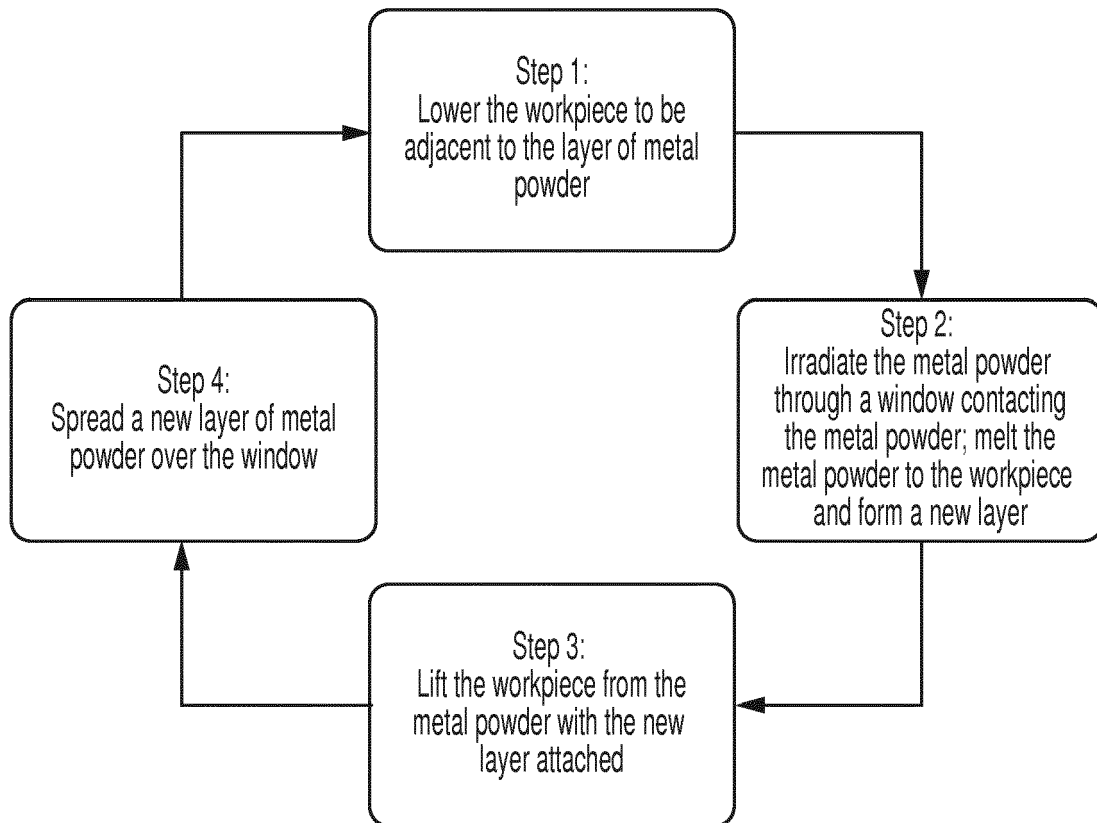 Step 1:
Lower the workpiece to be
adjacent to the layer of metal
powder
Step 2:
Irradiate the metal powder
through a window contacting
the metal powder; melt the
metal powder to the workpiece
and form a new layer
Step 3:
Lift the workpiece from the
metal powder with the new
layer attached
Step 4:
Spread a new layer of metal
powder over the window